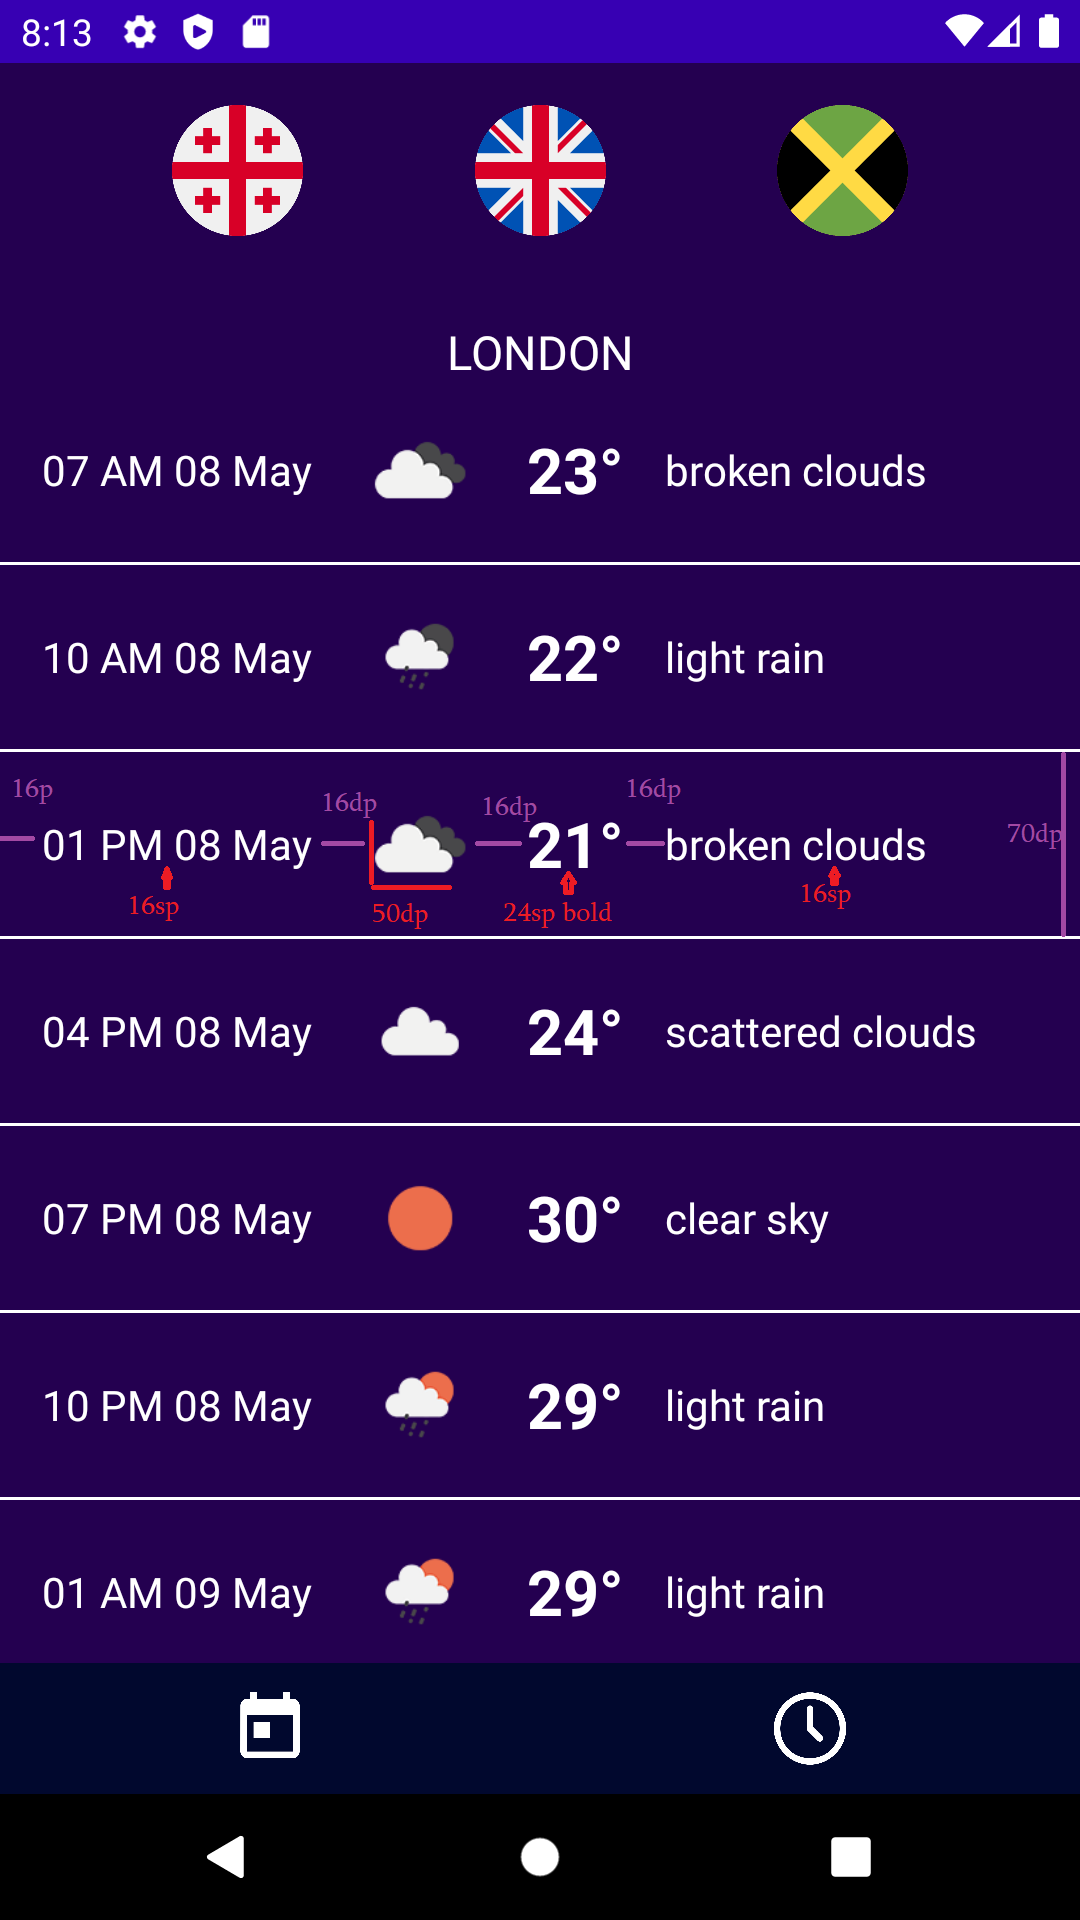 8:13
LONDON
07 AM 08 May 23° broken clouds
10 AM 08 May 22° light rain
16p 16dp 16dp 16dp
01 PM 08 May 21° broken clouds 70dp
16sp 50dp 24sp bold 16sp
04 PM 08 May 24° scattered clouds
07 PM 08 May 30° clear sky
10 PM 08 May 29° light rain
01 AM 09 May 29° light rain